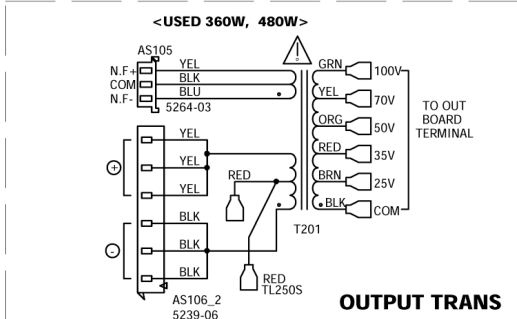 <USED 360W, 480W>
AS105
N.F+
COM
N.F-
YEL
BLK
BLU
5264-03
GRN
100V
YEL
70V
ORG
50V
RED
35V
BRN
25V
BLK
COM
TO OUT
BOARD
TERMINAL
T201
+
YEL
YEL
YEL
-
BLK
BLK
BLK
RED
RED
TL250S
AS106_2
5239-06
OUTPUT TRANS